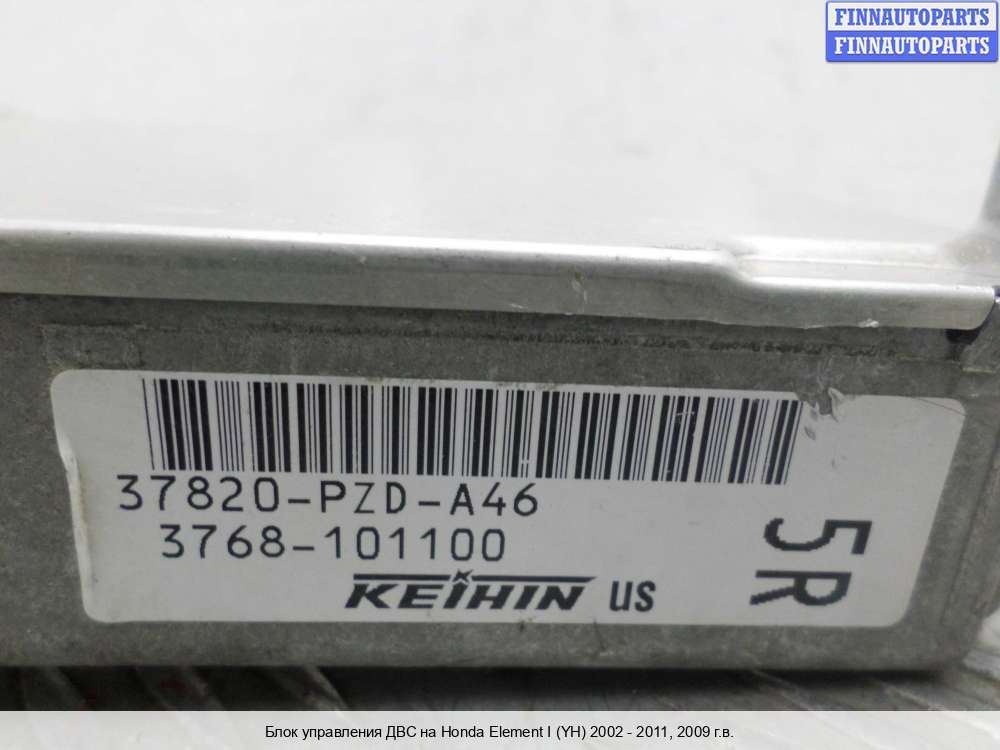 FINNAUTOPARTS
FINNAUTOPARTS
37820-PZD-A46
3768-101100
KEIHIN US
5R
Блок управления ДВС на Honda Element I (YH) 2002 - 2011, 2009 г.в.